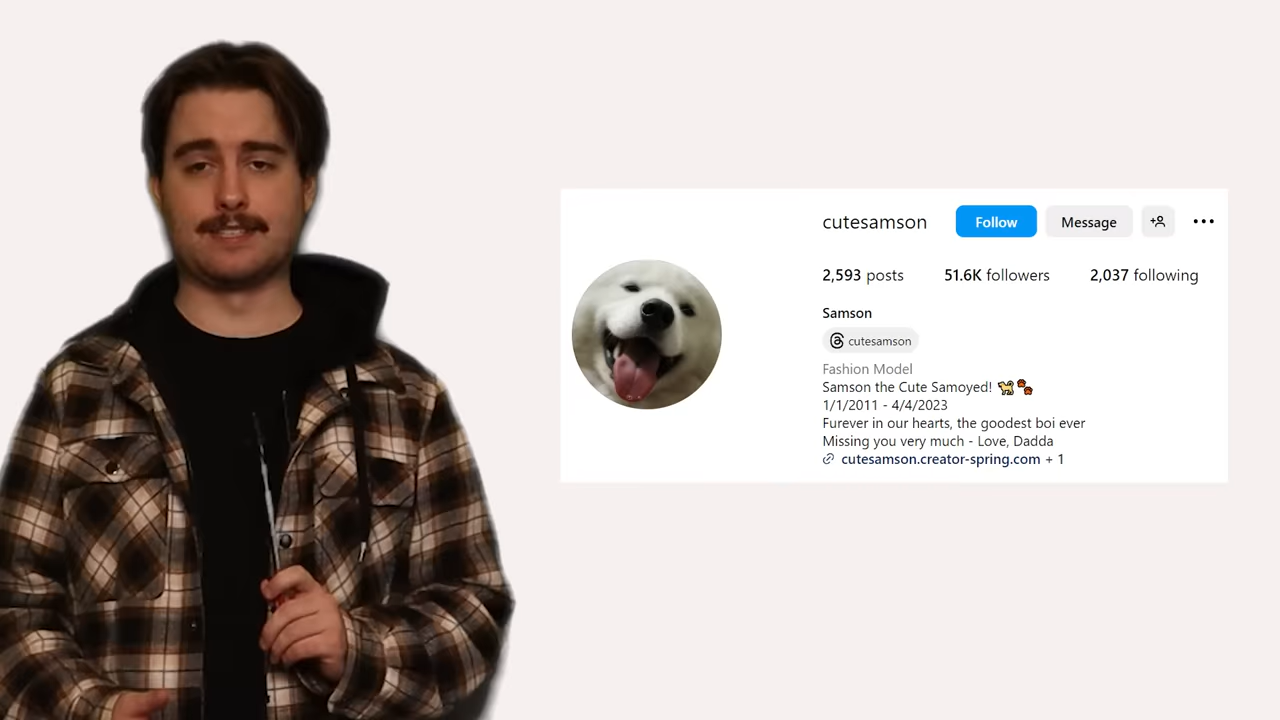 cutesamson Follow Message
2,593 posts 51.6K followers 2,037 following
Samson
cutesamson
Fashion Model
Samson the Cute Samoyed! 🐕🐾
1/1/2011 - 4/4/2023
Furever in our hearts, the goodest boi ever
Missing you very much - Love, Dadda
cutesamson.creator-spring.com + 1